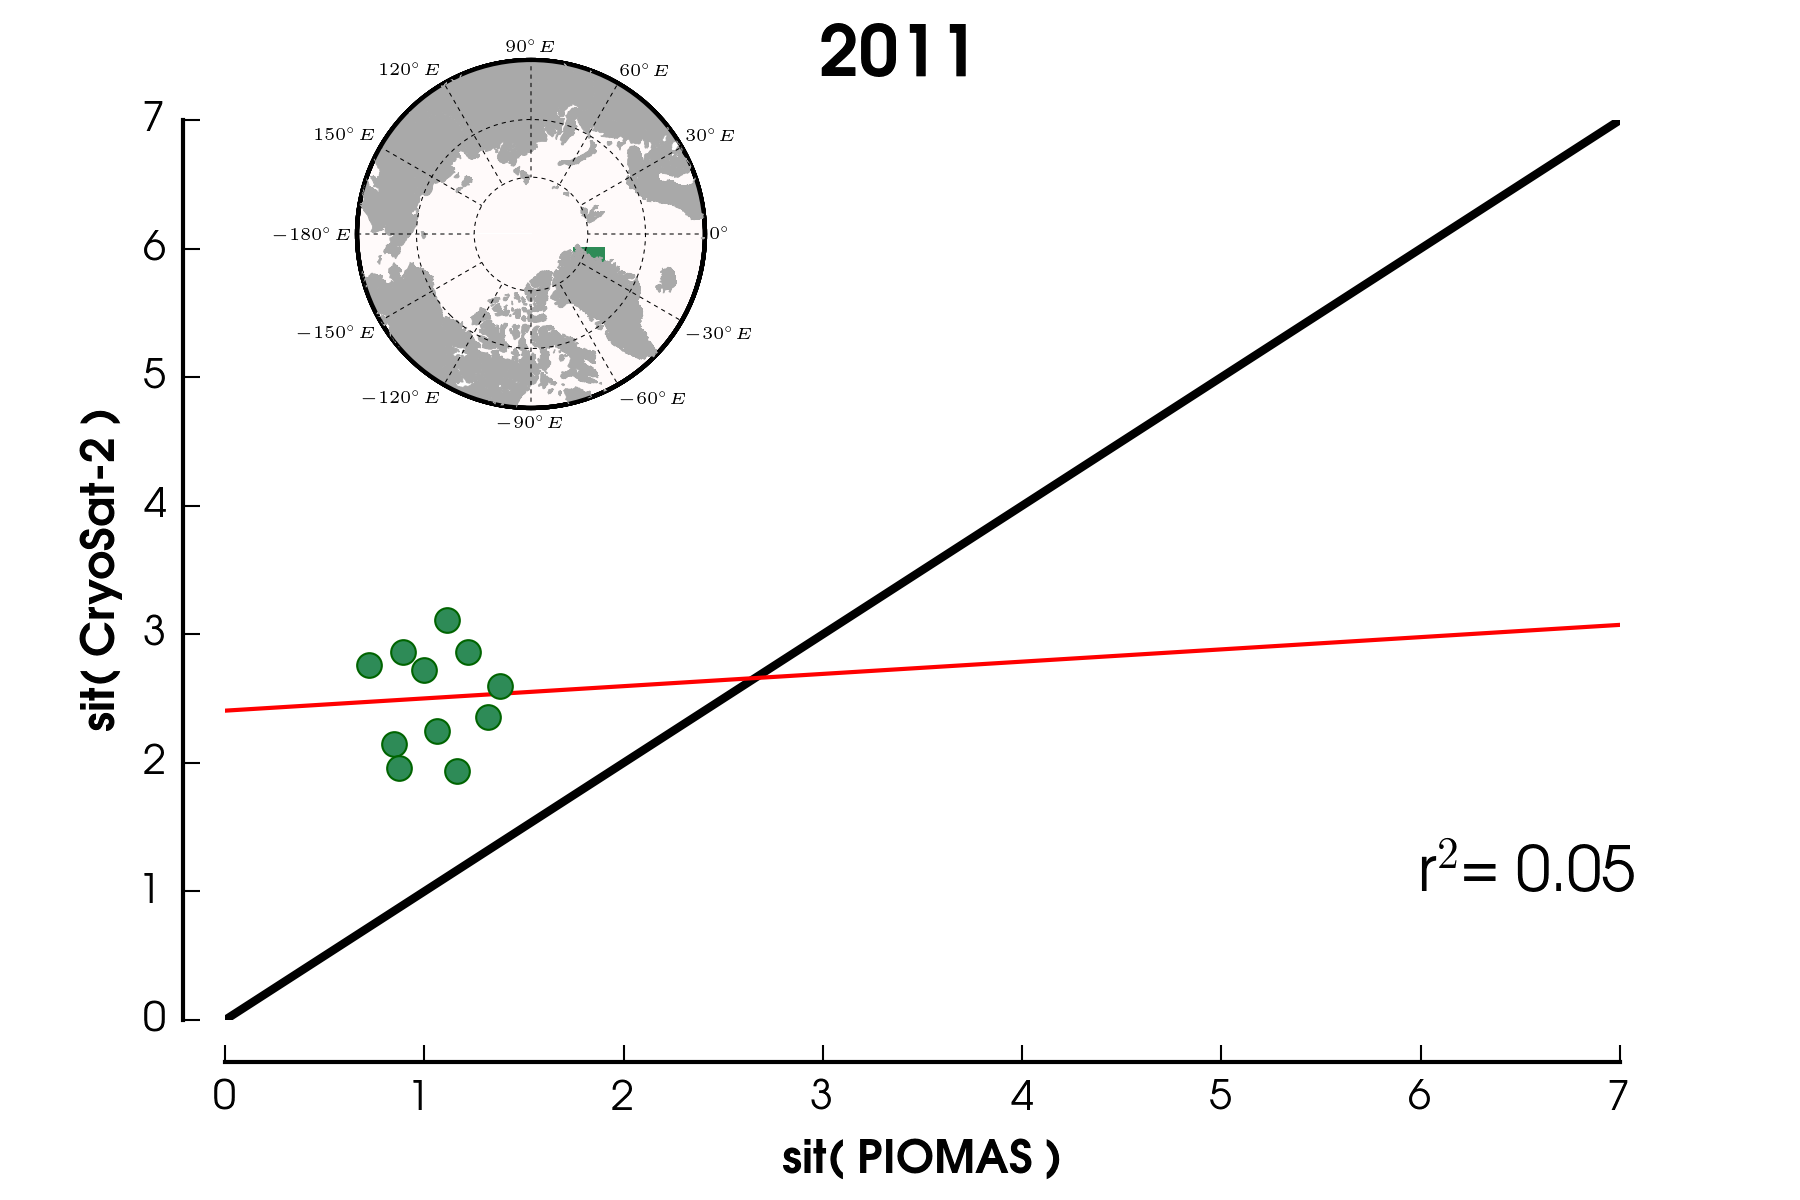 2011
90° E
120° E
60° E
150° E
30° E
−180° E
0°
−150° E
−30° E
−120° E
−60° E
−90° E
7
6
5
4
3
2
1
0
sit( CryoSat-2 )
r²= 0.05
0 1 2 3 4 5 6 7
sit( PIOMAS )